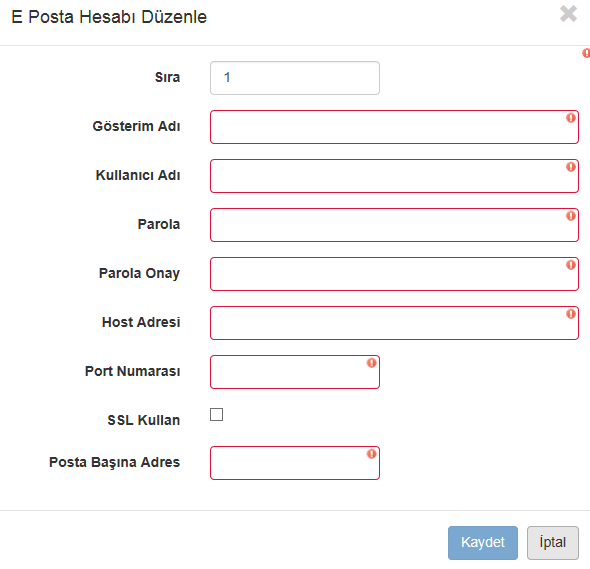 E Posta Hesabı Düzenle
Sıra
1
Gösterim Adı
Kullanıcı Adı
Parola
Parola Onay
Host Adresi
Port Numarası
SSL Kullan
Posta Başına Adres
Kaydet
İptal